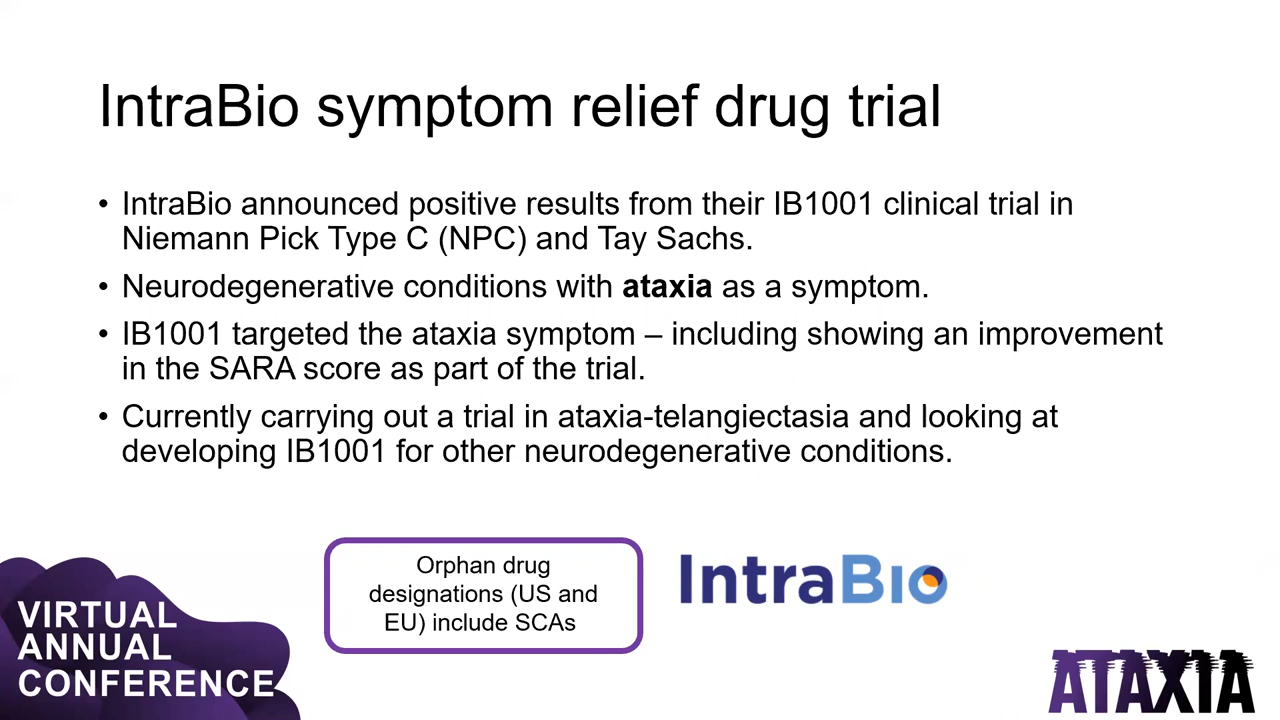 IntraBio symptom relief drug trial
• IntraBio announced positive results from their IB1001 clinical trial in
Niemann Pick Type C (NPC) and Tay Sachs.
• Neurodegenerative conditions with ataxia as a symptom.
• IB1001 targeted the ataxia symptom – including showing an improvement
in the SARA score as part of the trial.
• Currently carrying out a trial in ataxia-telangiectasia and looking at
developing IB1001 for other neurodegenerative conditions.
Orphan drug
designations (US and
EU) include SCAs
IntraBio
VIRTUAL
ANNUAL
CONFERENCE
ATAXIA